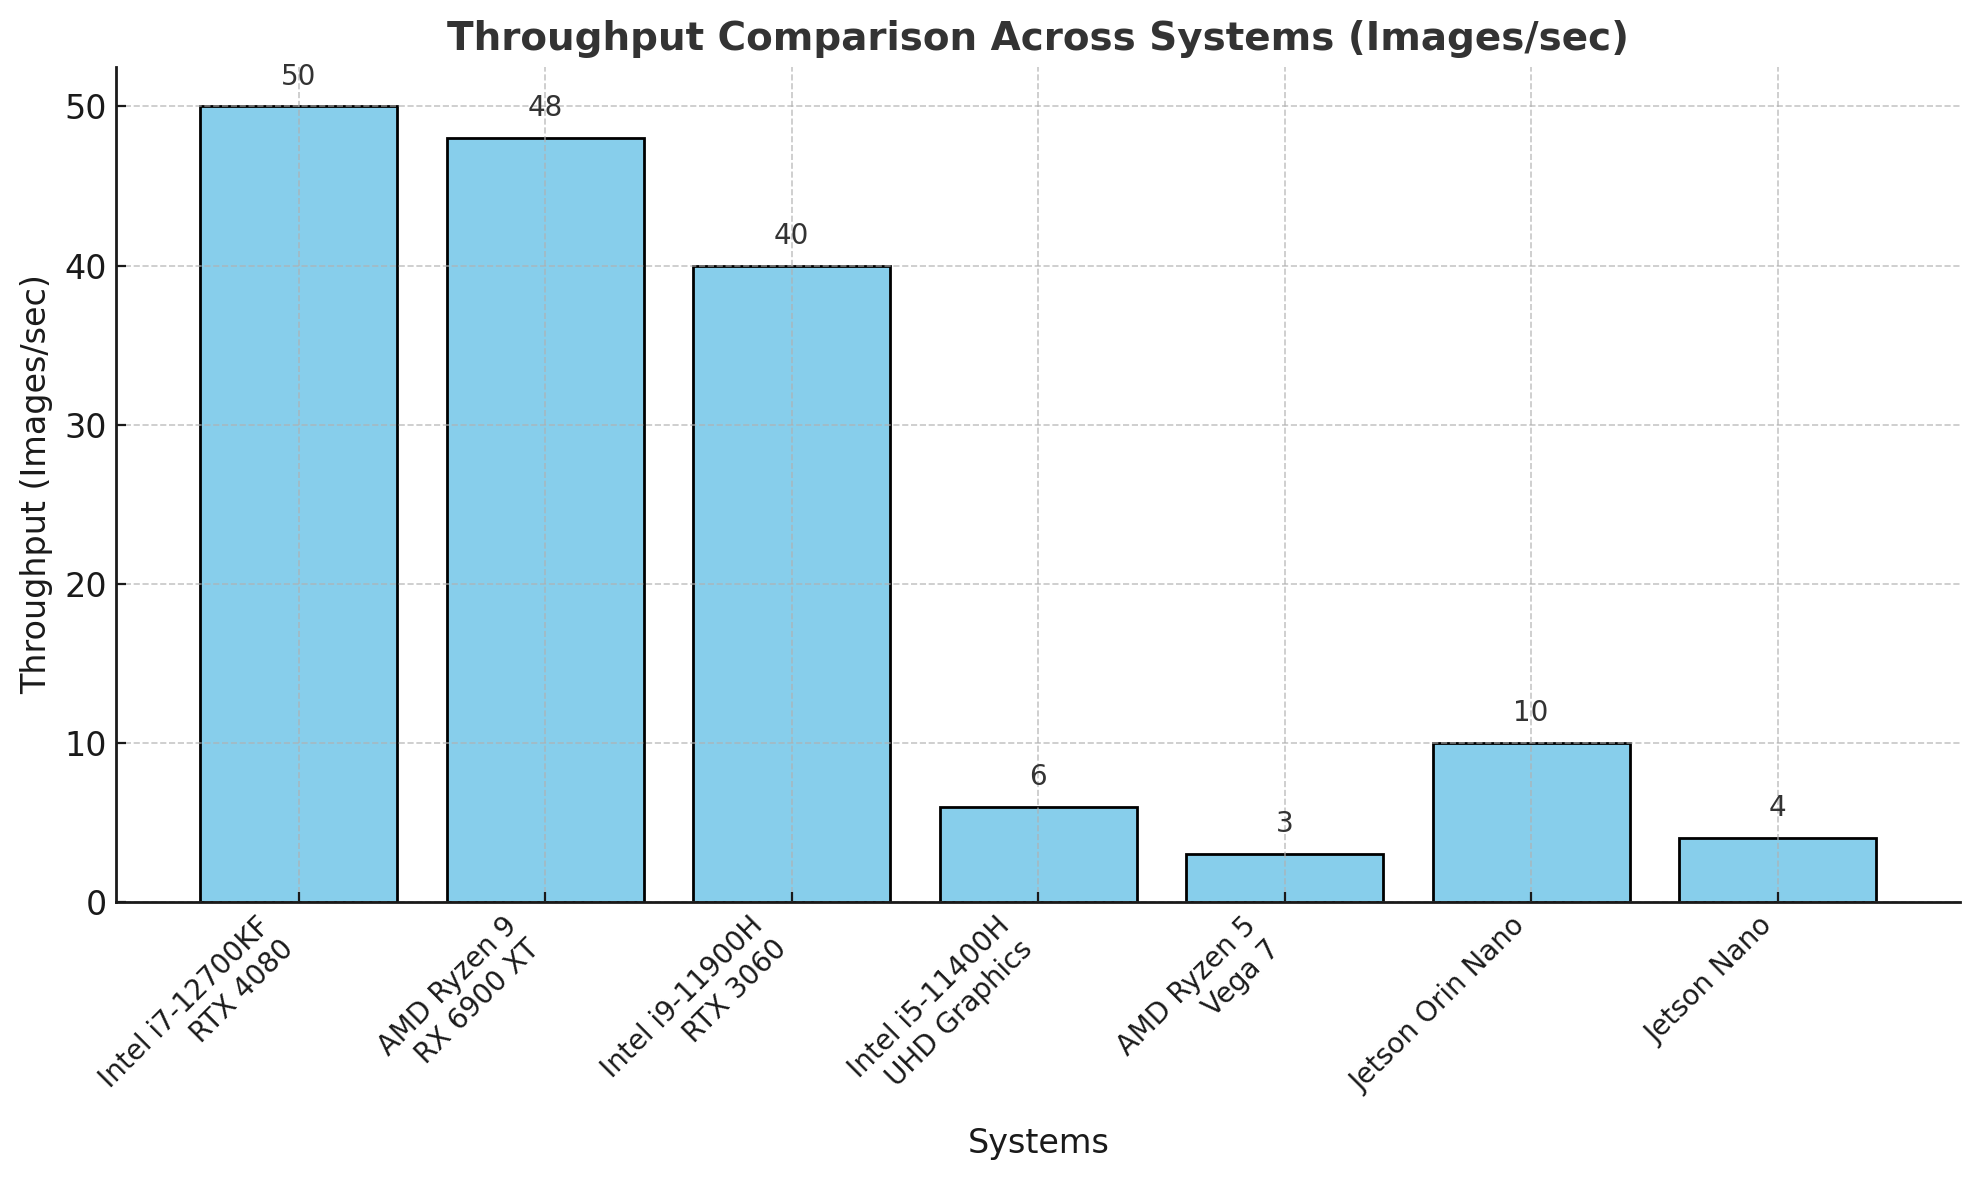 Throughput Comparison Across Systems (Images/sec)
Throughput (Images/sec)
50
40
30
20
10
0
50
48
40
6
3
10
4
Intel i7-12700KF
RTX 4080
AMD Ryzen 9
RX 6900 XT
Intel i9-11900H
RTX 3060
Intel i5-11400H
UHD Graphics
AMD Ryzen 5
Vega 7
Jetson Orin Nano
Jetson Nano
Systems